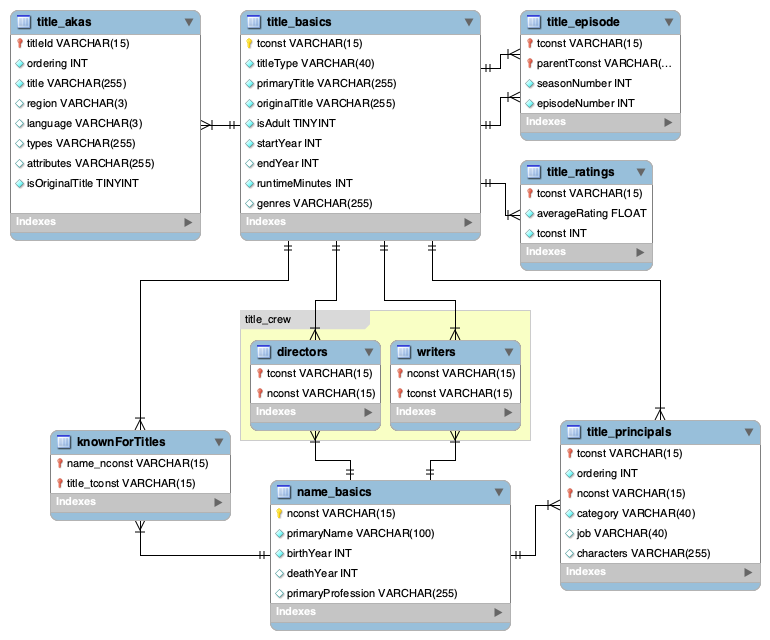 title_akas
titleId VARCHAR(15)
ordering INT
title VARCHAR(255)
region VARCHAR(3)
language VARCHAR(3)
types VARCHAR(255)
attributes VARCHAR(255)
isOriginalTitle TINYINT
Indexes
title_basics
tconst VARCHAR(15)
titleType VARCHAR(40)
primaryTitle VARCHAR(255)
originalTitle VARCHAR(255)
isAdult TINYINT
startYear INT
endYear INT
runtimeMinutes INT
genres VARCHAR(255)
Indexes
title_episode
tconst VARCHAR(15)
parentTconst VARCHAR(...
seasonNumber INT
episodeNumber INT
Indexes
title_ratings
tconst VARCHAR(15)
averageRating FLOAT
tconst INT
Indexes
title_crew
directors
tconst VARCHAR(15)
nconst VARCHAR(15)
Indexes
writers
nconst VARCHAR(15)
tconst VARCHAR(15)
Indexes
knownForTitles
name_nconst VARCHAR(15)
title_tconst VARCHAR(15)
Indexes
name_basics
nconst VARCHAR(15)
primaryName VARCHAR(100)
birthYear INT
deathYear INT
primaryProfession VARCHAR(255)
Indexes
title_principals
tconst VARCHAR(15)
ordering INT
nconst VARCHAR(15)
category VARCHAR(40)
job VARCHAR(40)
characters VARCHAR(255)
Indexes